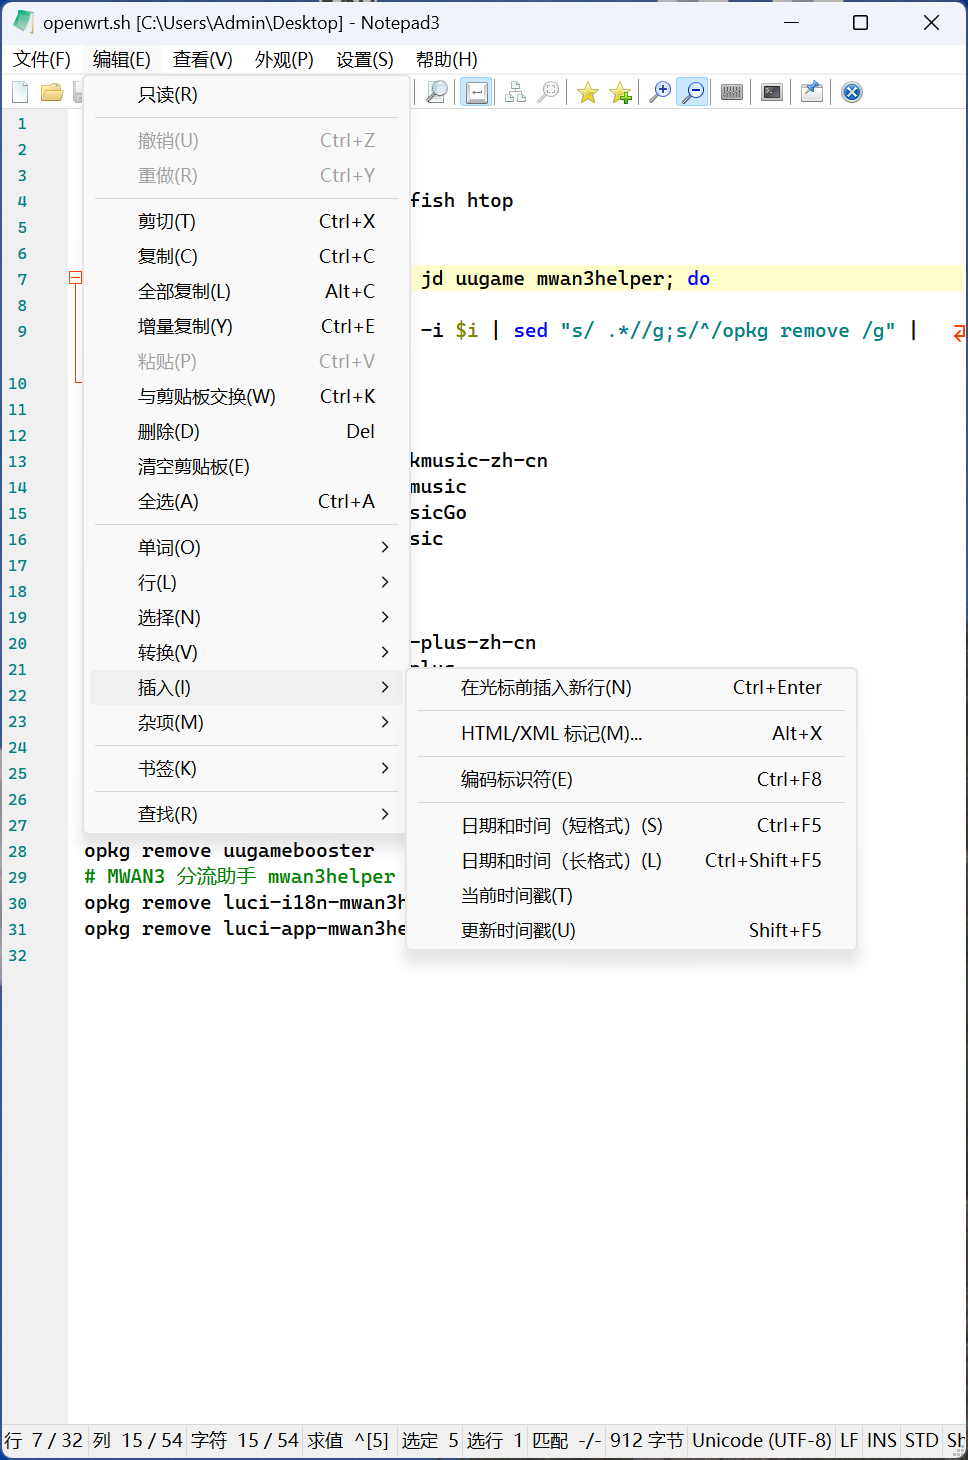 openwrt.sh [C:\Users\Admin\Desktop] - Notepad3
文件(F) 编辑(E) 查看(V) 外观(P) 设置(S) 帮助(H)
只读(R)
撤销(U) Ctrl+Z
重做(R) Ctrl+Y
剪切(T) Ctrl+X
复制(C) Ctrl+C
全部复制(L) Alt+C
增量复制(Y) Ctrl+E
粘贴(P) Ctrl+V
与剪贴板交换(W) Ctrl+K
删除(D) Del
清空剪贴板(E)
全选(A) Ctrl+A
单词(O)
行(L)
选择(N)
转换(V)
插入(I)
杂项(M)
书签(K)
查找(R)
在光标前插入新行(N) Ctrl+Enter
HTML/XML 标记(M)... Alt+X
编码标识符(E) Ctrl+F8
日期和时间（短格式）(S) Ctrl+F5
日期和时间（长格式）(L) Ctrl+Shift+F5
当前时间戳(T)
更新时间戳(U) Shift+F5
1
2
3
4 fish htop
5
6
7 jd uugame mwan3helper; do
8
9 -i $i | sed "s/ .*//g;s/^/opkg remove /g" |
10
11
12
13 kmusic-zh-cn
14 music
15 sicGo
16 sic
17
18
19
20 -plus-zh-cn
21 plus
22
23
24
25
26
27
28 opkg remove uugamebooster
29 # MWAN3 分流助手 mwan3helper
30 opkg remove luci-i18n-mwan3h
31 opkg remove luci-app-mwan3he
32
行 7 / 32 列 15 / 54 字符 15 / 54 求值 ^[5] 选定 5 选行 1 匹配 -/- 912 字节 Unicode (UTF-8) LF INS STD Sh